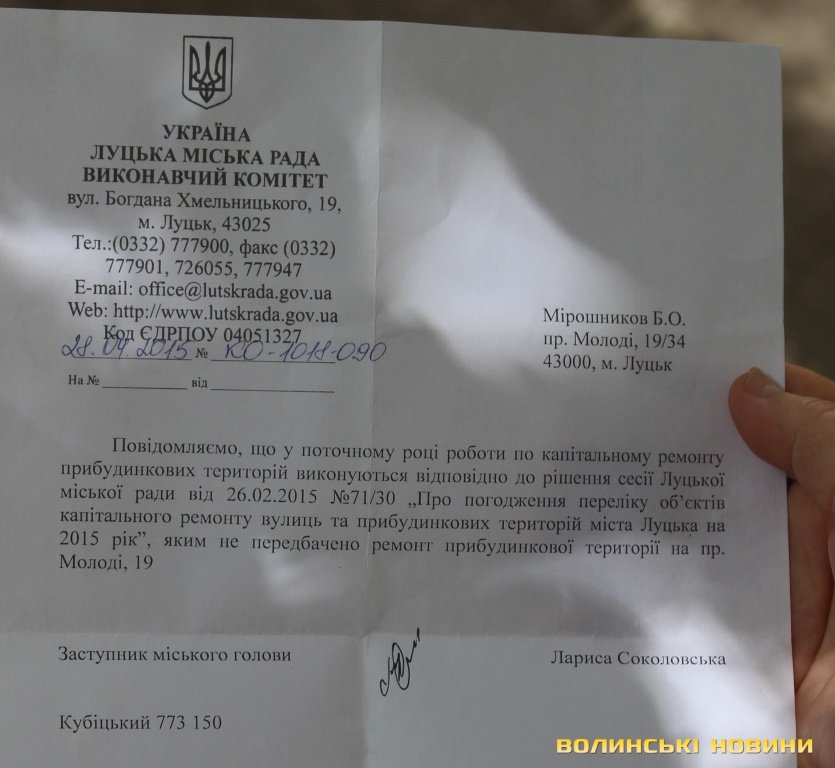 УКРАЇНА
ЛУЦЬКА МІСЬКА РАДА
ВИКОНАВЧИЙ КОМІТЕТ
вул. Богдана Хмельницького, 19,
м. Луцьк, 43025
Тел.:(0332) 777900, факс (0332)
777901, 726055, 777947
E-mail: office@lutskrada.gov.ua
Web: http://www.lutskrada.gov.ua
Код ЄДРПОУ 04051327
28.04.2015 № КО-1018-090
На № ____________ від ____________________
Мірошников Б.О.
пр. Молоді, 19/34
43000, м. Луцьк
Повідомляємо, що у поточному році роботи по капітальному ремонту
прибудинкових територій виконуються відповідно до рішення сесії Луцької
міської ради від 26.02.2015 №71/30 „Про погодження переліку об’єктів
капітального ремонту вулиць та прибудинкових територій міста Луцька на
2015 рік”, яким не передбачено ремонт прибудинкової території на пр.
Молоді, 19
Заступник міського голови Лариса Соколовська
Кубіцький 773 150
ВОЛИНСЬКІ НОВИНИ